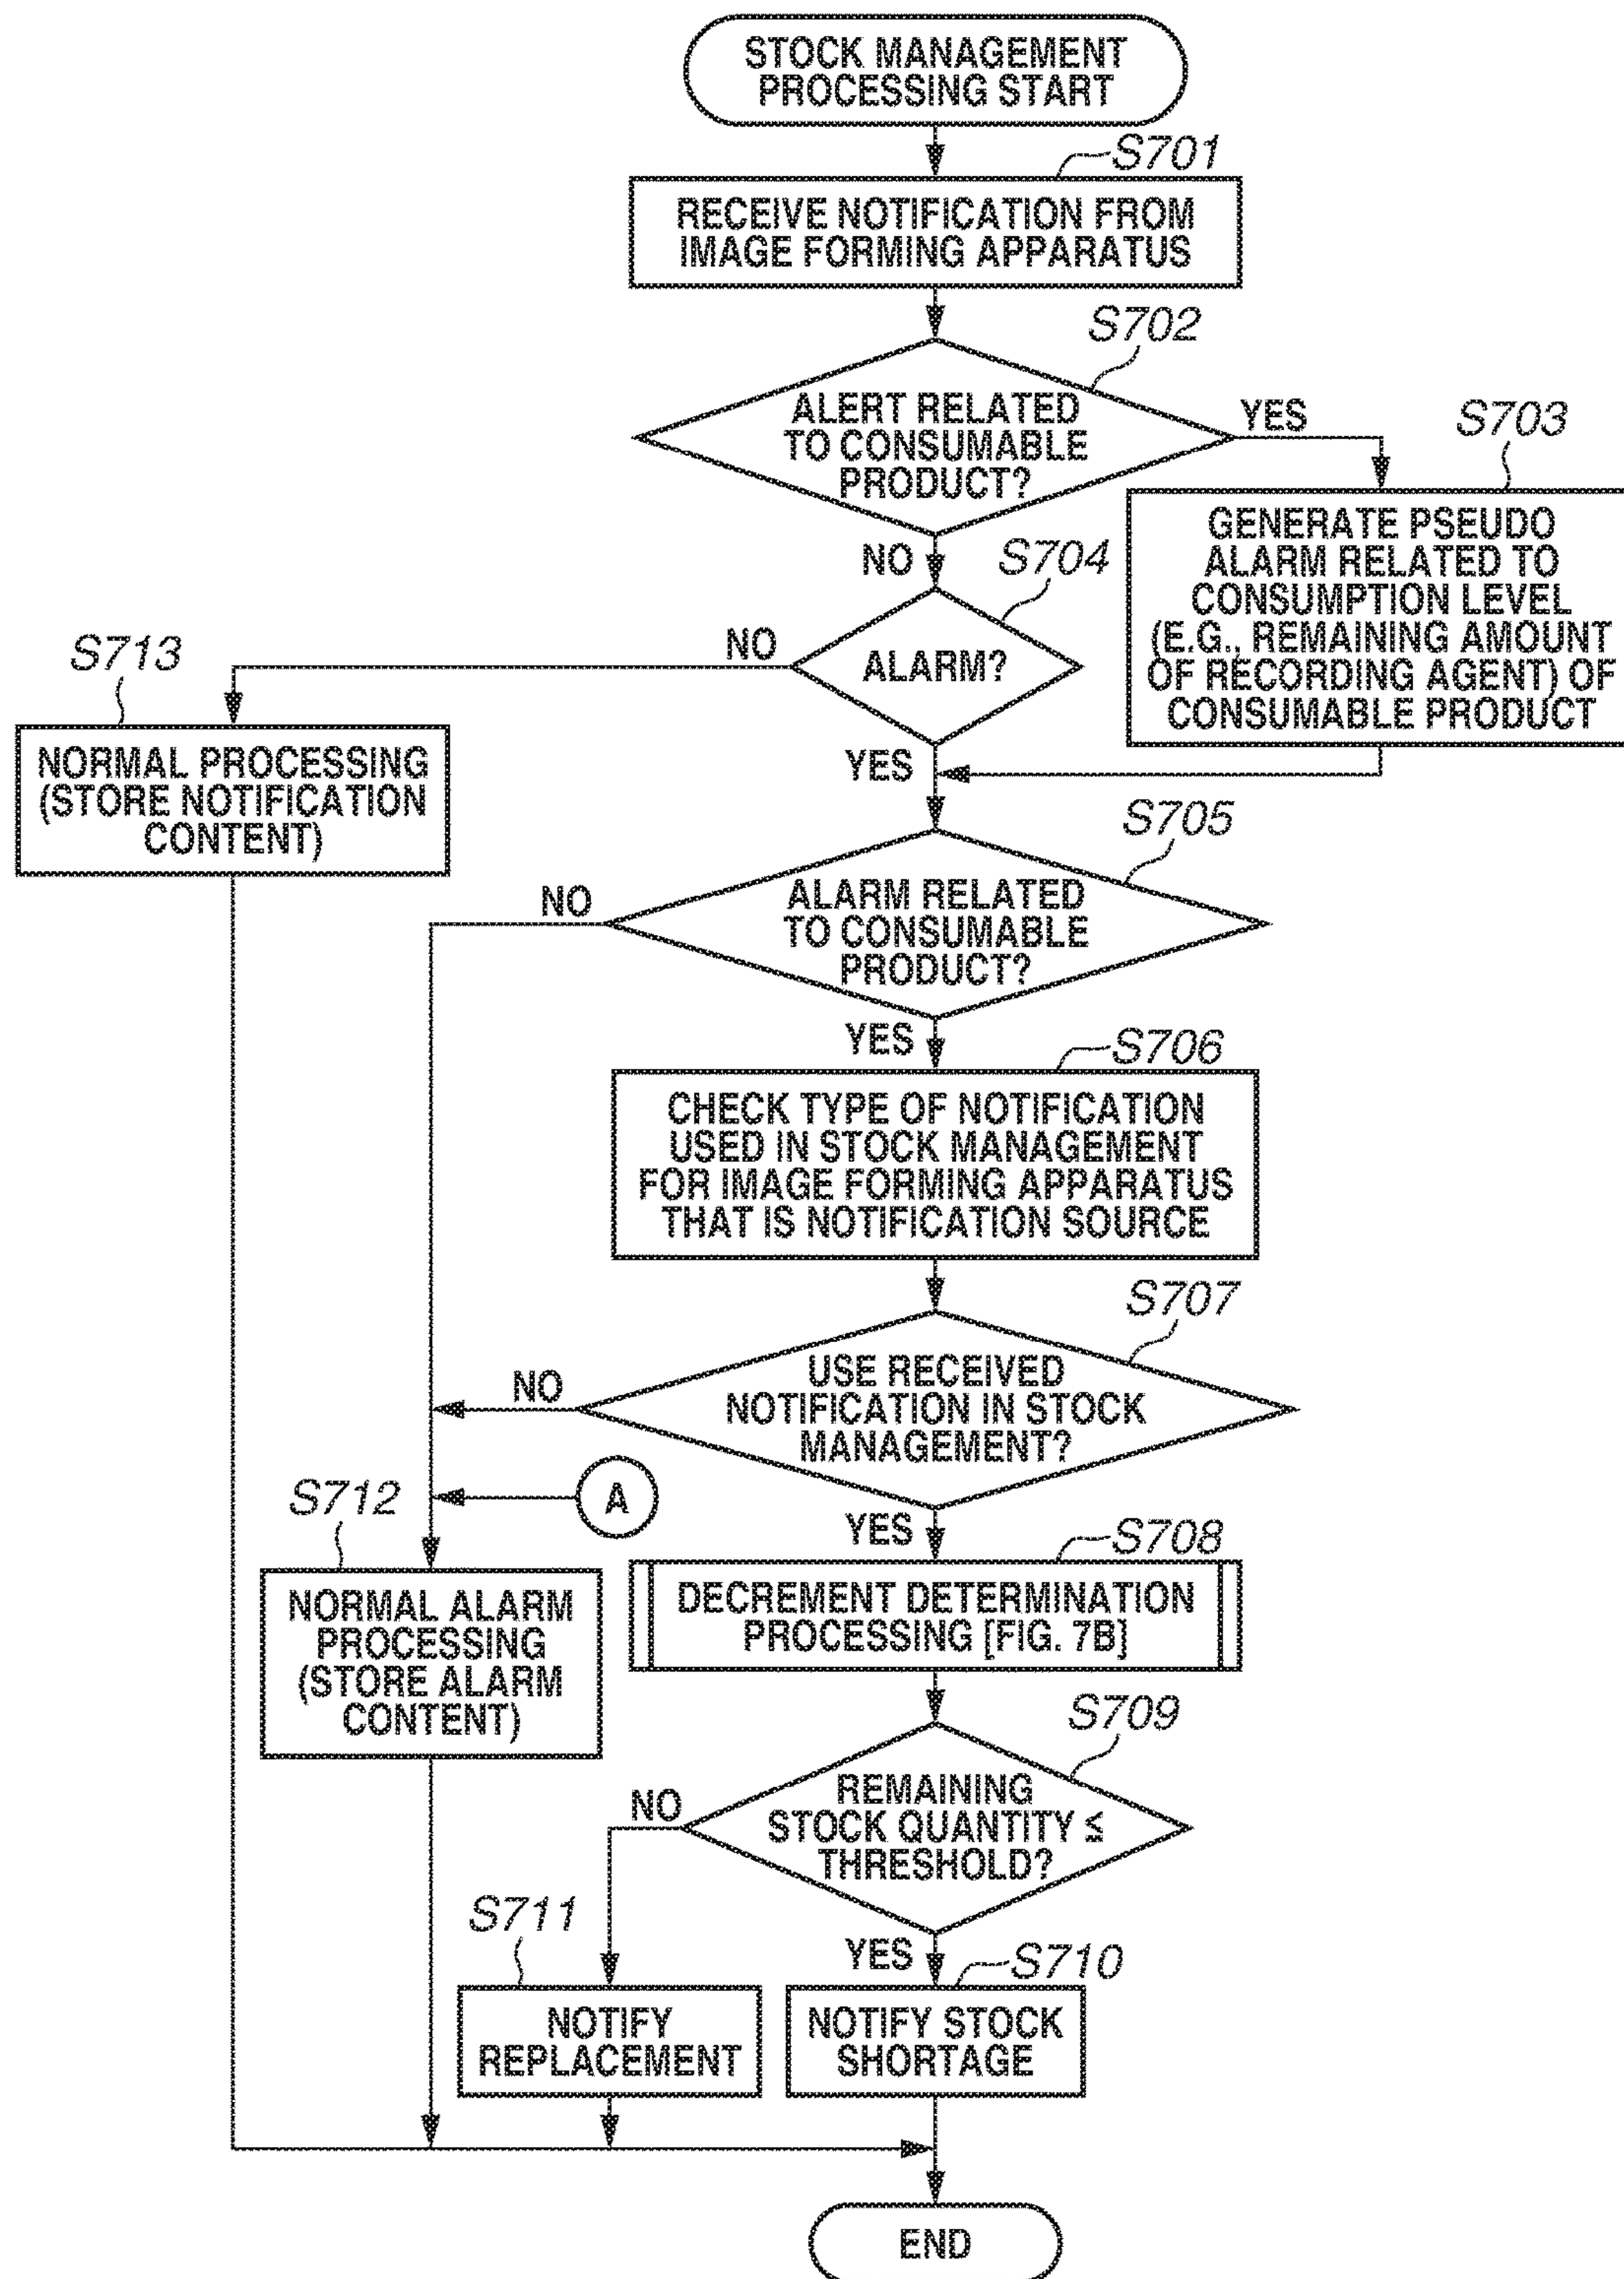 STOCK MANAGEMENT
PROCESSING START
S701
RECEIVE NOTIFICATION FROM
IMAGE FORMING APPARATUS
S702
ALERT RELATED
TO CONSUMABLE
PRODUCT?
YES
S703
GENERATE PSEUDO
ALARM RELATED TO
CONSUMPTION LEVEL
(E.G., REMAINING AMOUNT
OF RECORDING AGENT) OF
CONSUMABLE PRODUCT
NO
S704
ALARM?
NO
S713
NORMAL PROCESSING
(STORE NOTIFICATION
CONTENT)
YES
S705
ALARM RELATED
TO CONSUMABLE
PRODUCT?
NO
YES
S706
CHECK TYPE OF NOTIFICATION
USED IN STOCK MANAGEMENT
FOR IMAGE FORMING APPARATUS
THAT IS NOTIFICATION SOURCE
S707
USE RECEIVED
NOTIFICATION IN STOCK
MANAGEMENT?
NO
A
S712
NORMAL ALARM
PROCESSING
(STORE ALARM
CONTENT)
YES
S708
DECREMENT DETERMINATION
PROCESSING [FIG. 7B]
S709
REMAINING
STOCK QUANTITY ≤
THRESHOLD?
NO
S711
NOTIFY
REPLACEMENT
YES
S710
NOTIFY STOCK
SHORTAGE
END